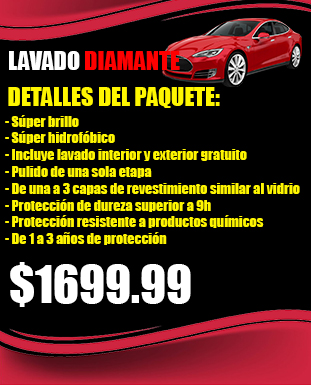 LAVADO DIAMANTE
DETALLES DEL PAQUETE:
- Súper brillo
- Súper hidrofóbico
- Incluye lavado interior y exterior gratuito
- Pulido de una sola etapa
- De una a 3 capas de revestimiento similar al vidrio
- Protección de dureza superior a 9h
- Protección resistente a productos químicos
- De 1 a 3 años de protección
$1699.99